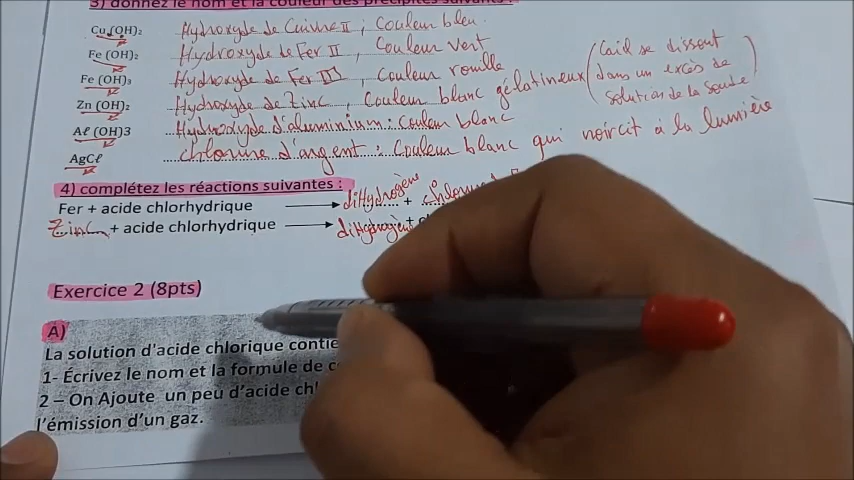 3) donnez le nom et la couleur des précipités suivants :
Cu (OH)₂ Hydroxyde de Cuivre II ; Couleur bleu.
Fe (OH)₂ Hydroxyde de Fer II , Couleur vert
Fe (OH)₃ Hydroxyde de Fer III , Couleur rouille
Zn (OH)₂ Hydroxyde de Zinc , Couleur blanc gélatineux (Caid se dissout dans un excès de solution de la soude)
Aℓ (OH)3 Hydroxyde d'aluminium : Couleur blanc
AgCℓ chlorure d'argent : Couleur blanc qui noircit à la lumière
4) complétez les réactions suivantes :
Fer + acide chlorhydrique → diHydrogène +
Zinc + acide chlorhydrique → diHydrogène +
Exercice 2 (8pts)
A)
La solution d'acide chlorique
1- Écrivez le nom et la formule de
2 – On Ajoute un peu d'acide
l'émission d'un gaz.